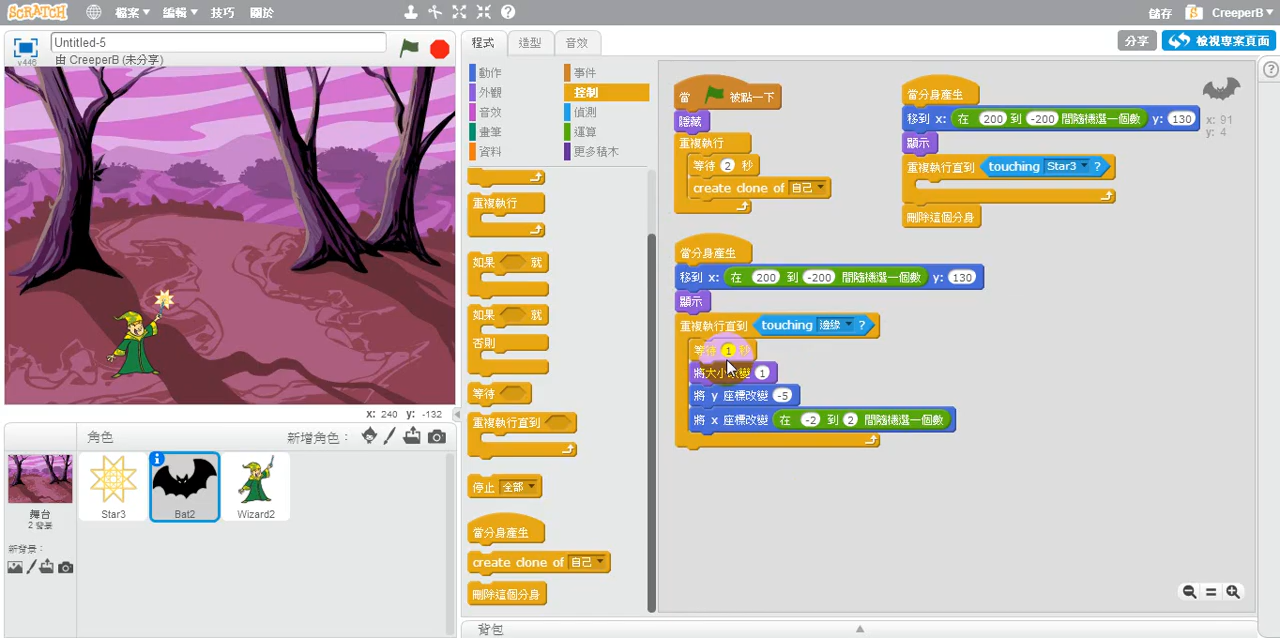 SCRATCH 檔案 編輯 技巧 關於 儲存 CreeperB
v446 Untitled-5
由 CreeperB (未分享)
程式 造型 音效 分享 檢視專案頁面
動作 事件
外觀 控制
音效 偵測
畫筆 運算
資料 更多積木
重複執行
如果 就
如果 就
否則
等待
重複執行直到
停止 全部
當分身產生
create clone of 自己
刪除這個分身
當 被點一下
隱藏
重複執行
等待 2 秒
create clone of 自己
當分身產生
移到 x: 在 200 到 -200 間隨機選一個數 y: 130
顯示
重複執行直到 touching Star3 ?
刪除這個分身
x: 91
y: 4
當分身產生
移到 x: 在 200 到 -200 間隨機選一個數 y: 130
顯示
重複執行直到 touching 邊緣 ?
等待 1 秒
將大小改變 1
將 y 座標改變 -5
將 x 座標改變 在 -2 到 2 間隨機選一個數
x: 240 y: -132
角色 新增角色：
舞台
2 背景
新背景：
Star3 Bat2 Wizard2
背包